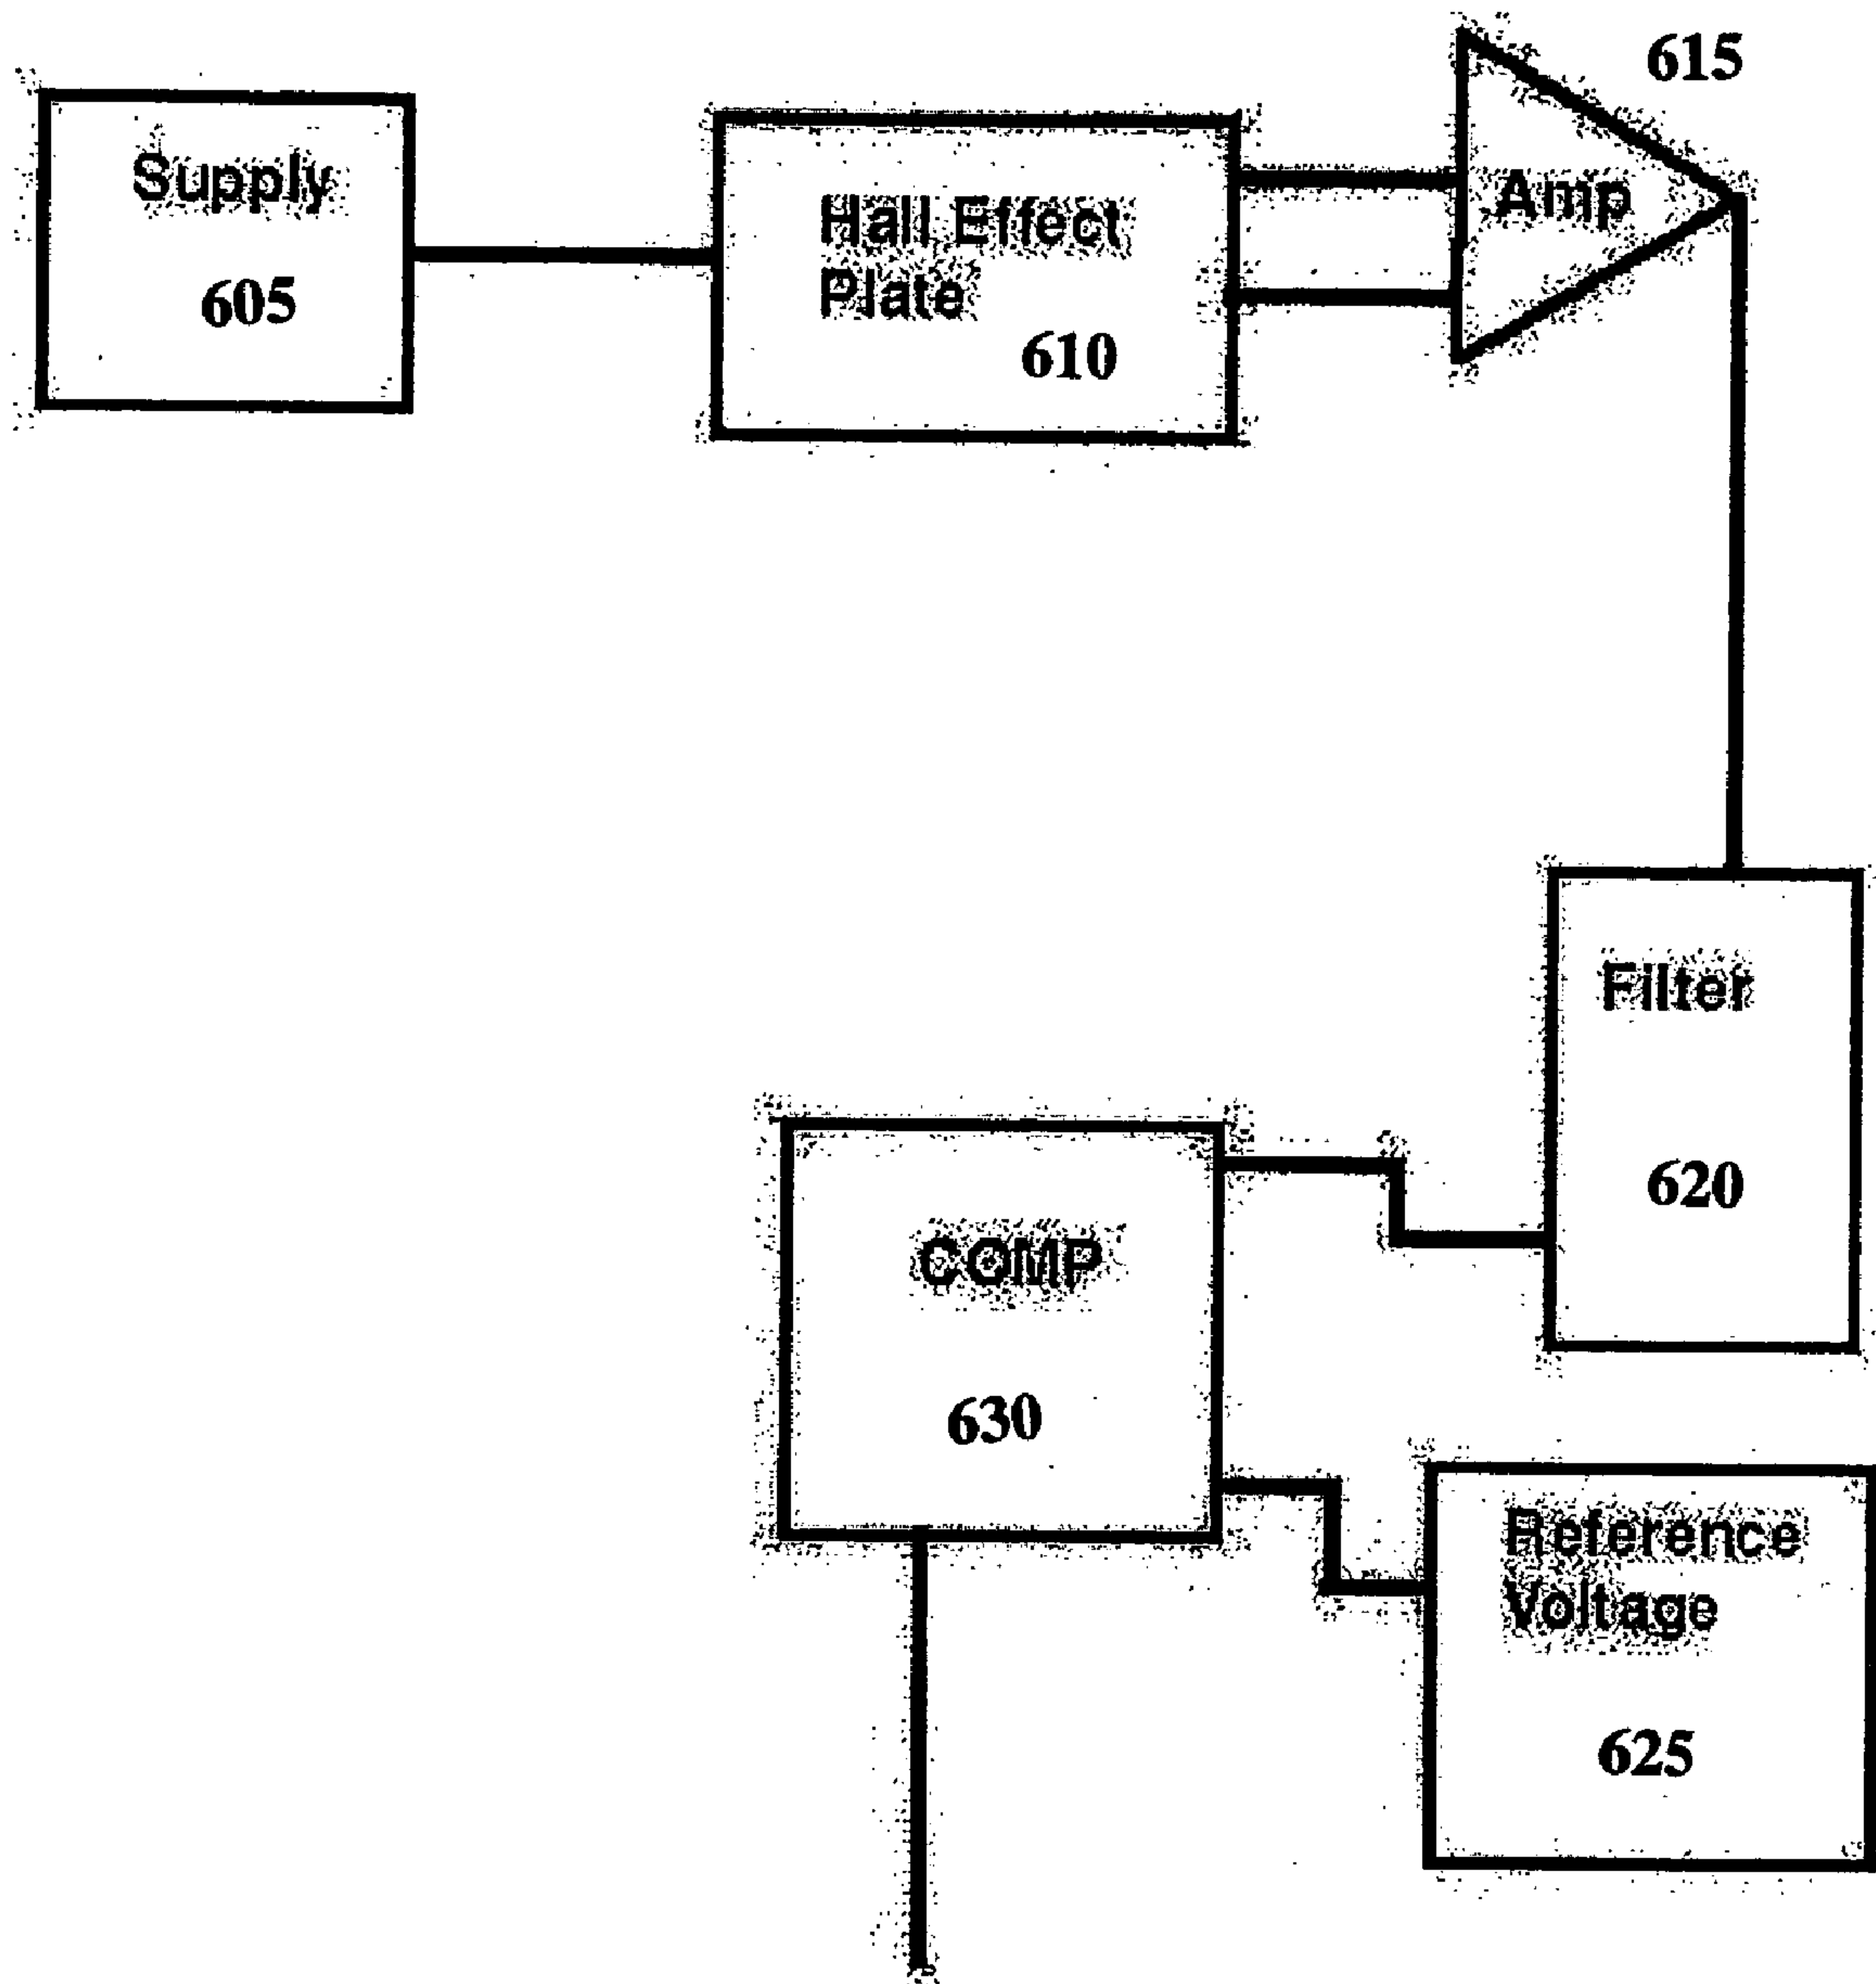 615
Supply
605
Hall Effect
Plate
610
Amp
Filter
620
COMP
630
Reference
Voltage
625